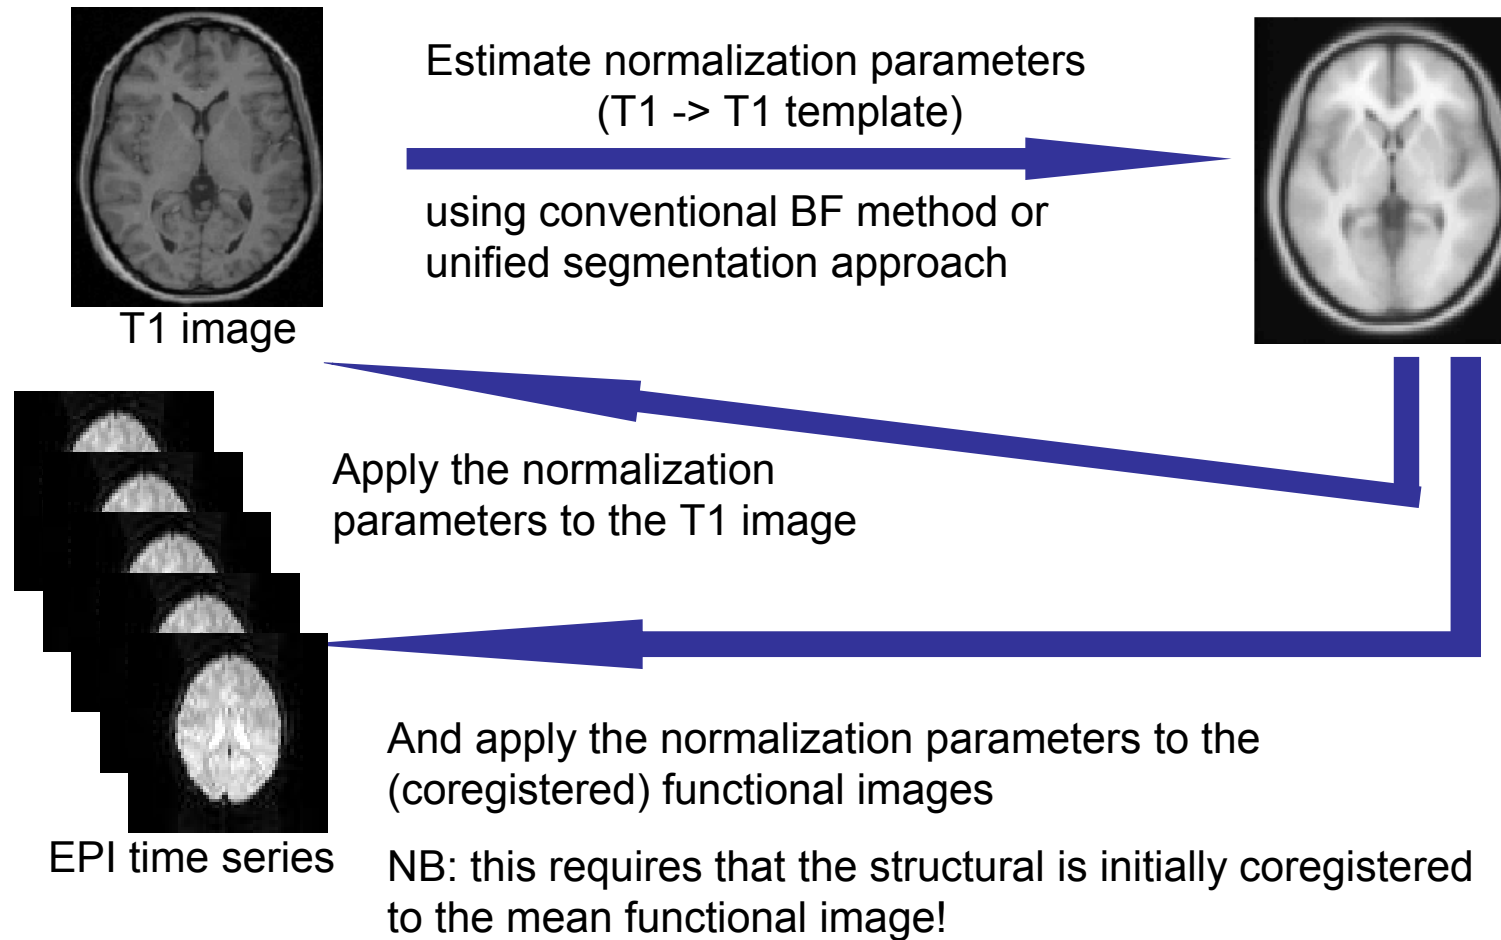 Estimate normalization parameters
(T1 -> T1 template)
using conventional BF method or
unified segmentation approach
T1 image
Apply the normalization
parameters to the T1 image
And apply the normalization parameters to the
(coregistered) functional images
EPI time series
NB: this requires that the structural is initially coregistered
to the mean functional image!